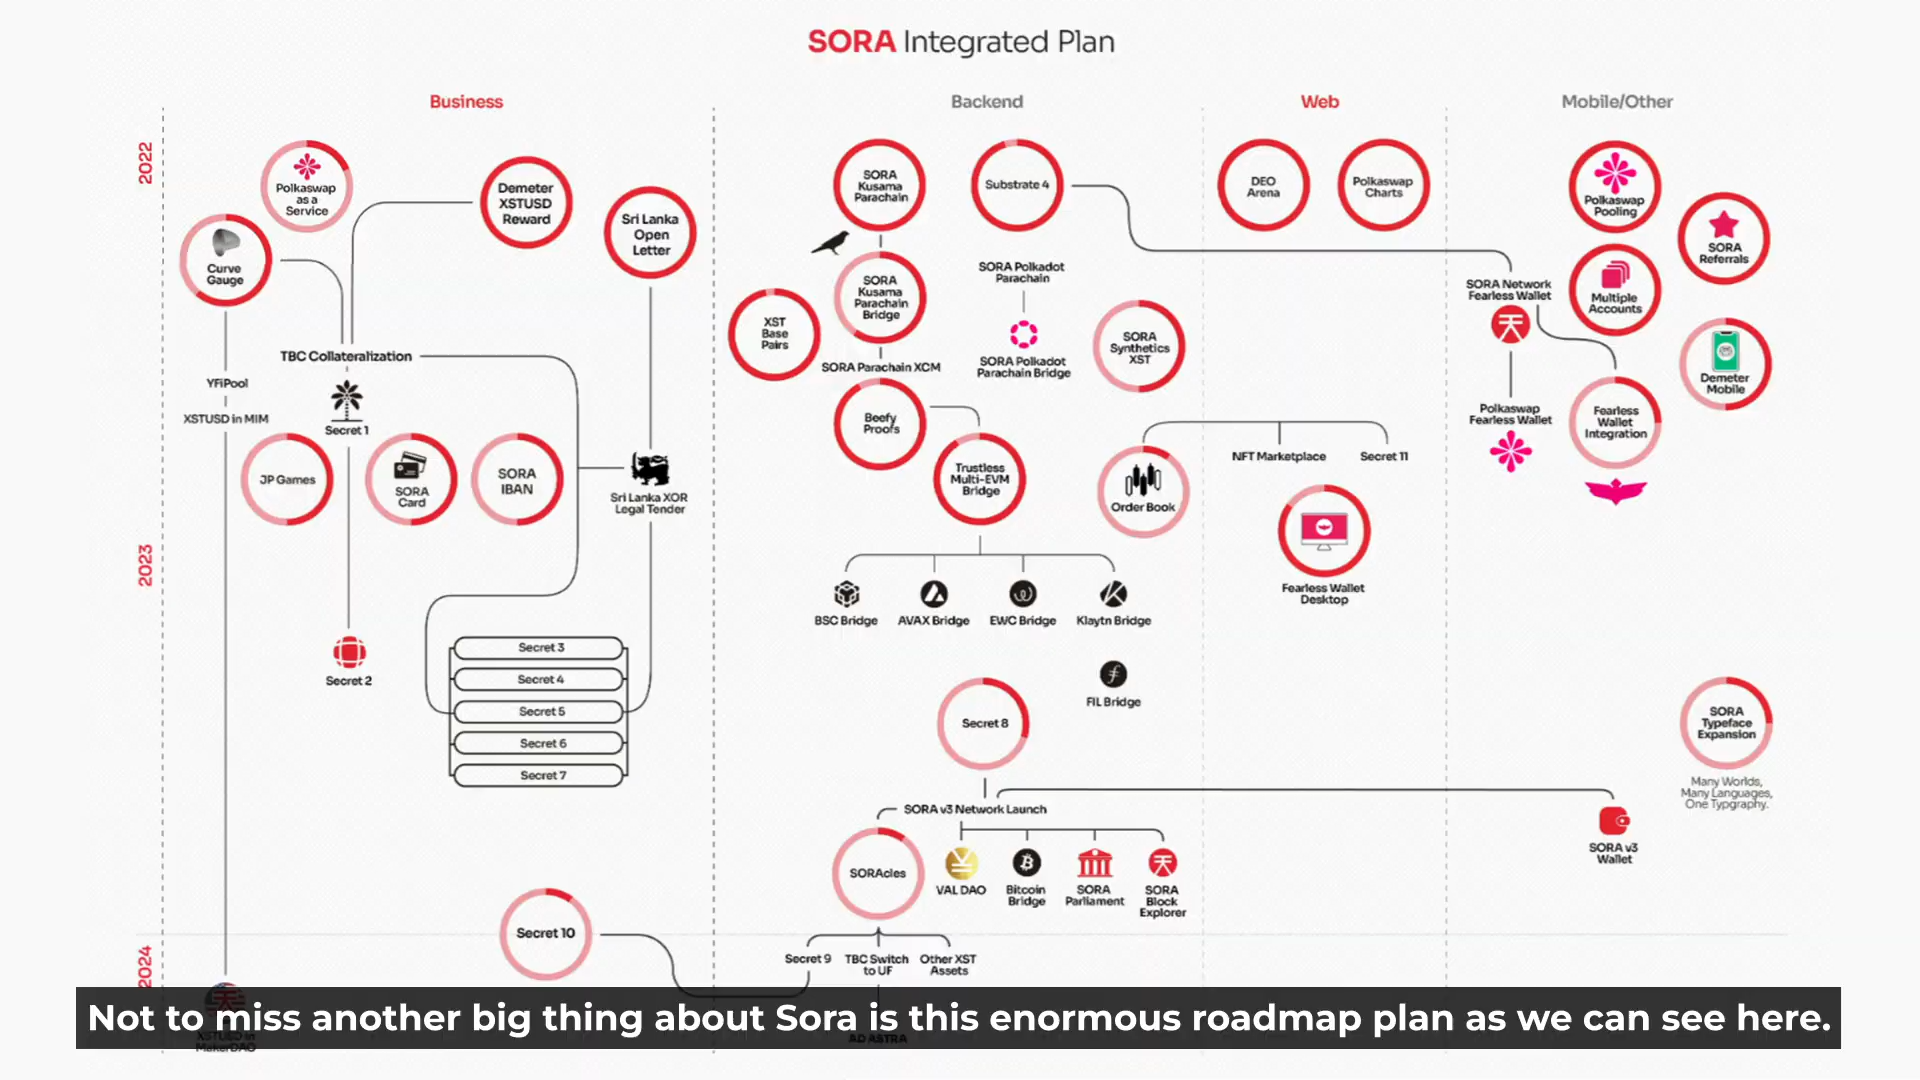 SORA Integrated Plan
Business
Backend
Web
Mobile/Other
2022
2023
2024
Polkaswap
as a
Service
Demeter
XSTUSD
Reward
Sri Lanka
Open
Letter
Curve
Gauge
TBC Collateralization
YFiPool
XSTUSD in MIM
Secret 1
JP Games
SORA
Card
SORA
IBAN
Sri Lanka XOR
Legal Tender
Secret 2
Secret 3
Secret 4
Secret 5
Secret 6
Secret 7
Secret 10
XSTUSD in
MakerDAO
SORA
Kusama
Parachain
Substrate 4
SORA
Kusama
Parachain
Bridge
SORA Polkadot
Parachain
XST
Base
Pairs
SORA Polkadot
Parachain Bridge
SORA
Synthetics
XST
SORA Parachain XCM
Beefy
Proofs
Trustless
Multi-EVM
Bridge
Order Book
BSC Bridge
AVAX Bridge
EWC Bridge
Klaytn Bridge
FIL Bridge
Secret 8
SORA v3 Network Launch
SORAcles
VAL DAO
Bitcoin
Bridge
SORA
Parliament
SORA
Block
Explorer
Secret 9
TBC Switch
to UF
Other XST
Assets
AD ASTRA
DEO
Arena
Polkaswap
Charts
NFT Marketplace
Secret 11
Fearless Wallet
Desktop
Polkaswap
Pooling
SORA
Referrals
SORA Network
Fearless Wallet
Multiple
Accounts
Demeter
Mobile
Polkaswap
Fearless Wallet
Fearless
Wallet
Integration
SORA
Typeface
Expansion
Many Worlds,
Many Languages,
One Typgraphy.
SORA v3
Wallet
Not to miss another big thing about Sora is this enormous roadmap plan as we can see here.